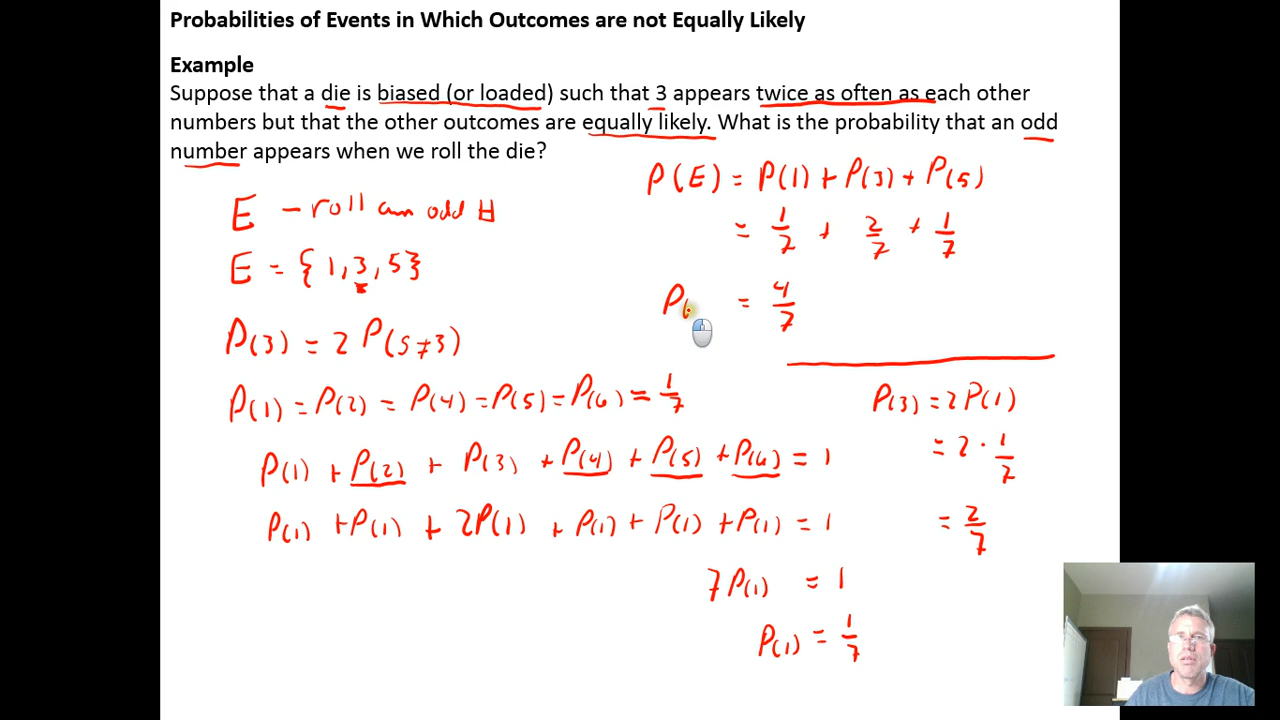 Probabilities of Events in Which Outcomes are not Equally Likely
Example
Suppose that a die is biased (or loaded) such that 3 appears twice as often as each other
numbers but that the other outcomes are equally likely. What is the probability that an odd
number appears when we roll the die?
E - roll an odd #
E = {1, 3, 5}
P(3) = 2 P(s≠3)
P(1) = P(2) = P(4) = P(5) = P(6) = 1/7
P(1) + P(2) + P(3) + P(4) + P(5) + P(6) = 1
P(1) + P(1) + 2P(1) + P(1) + P(1) + P(1) = 1
7P(1) = 1
P(1) = 1/7
P(E) = P(1) + P(3) + P(5)
= 1/7 + 2/7 + 1/7
P( = 4/7
P(3) = 2P(1)
= 2 · 1/7
= 2/7